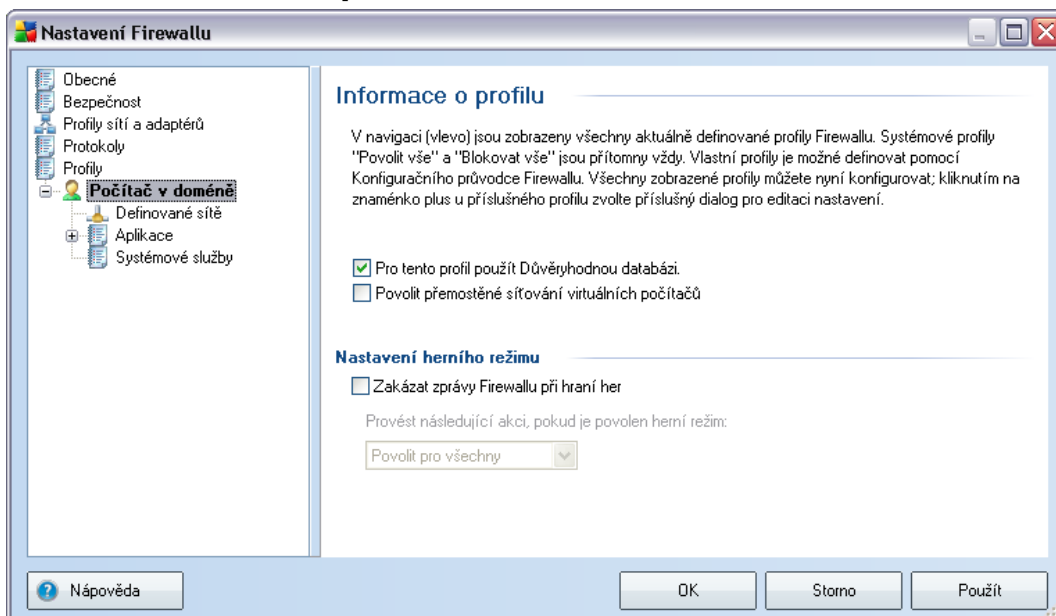 Nastavení Firewallu
Obecné
Bezpečnost
Profily sítí a adaptérů
Protokoly
Profily
Počítač v doméně
Definované sítě
Aplikace
Systémové služby
Informace o profilu
V navigaci (vlevo) jsou zobrazeny všechny aktuálně definované profily Firewallu. Systémové profily
"Povolit vše" a "Blokovat vše" jsou přítomny vždy. Vlastní profily je možné definovat pomocí
Konfiguračního průvodce Firewallu. Všechny zobrazené profily můžete nyní konfigurovat; kliknutím na
znaménko plus u příslušného profilu zvolte příslušný dialog pro editaci nastavení.
Pro tento profil použít Důvěryhodnou databázi.
Povolit přemostěné síťování virtuálních počítačů
Nastavení herního režimu
Zakázat zprávy Firewallu při hraní her
Provést následující akci, pokud je povolen herní režim:
Povolit pro všechny
Nápověda
OK
Storno
Použít